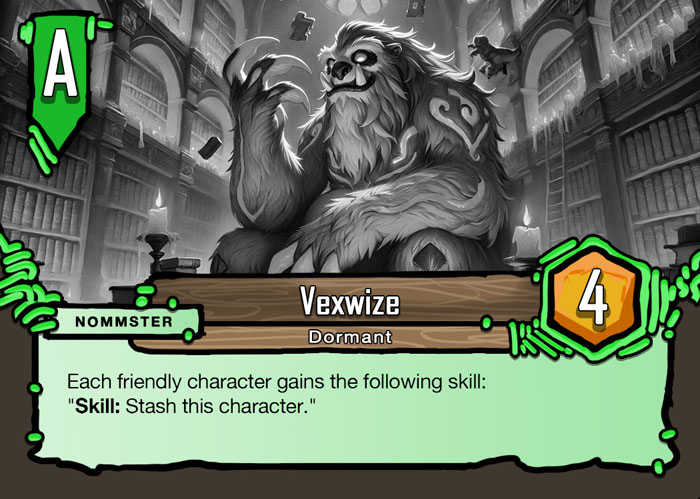 A
Vexwize
4
NOMMSTER
Dormant
Each friendly character gains the following skill:
"Skill: Stash this character."